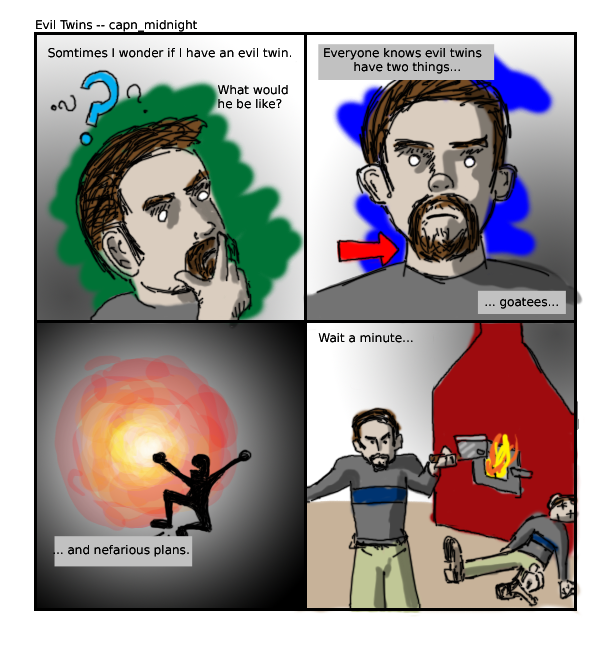 Evil Twins -- capn_midnight
Somtimes I wonder if I have an evil twin.
What would
he be like?
Everyone knows evil twins
have two things...
... goatees...
... and nefarious plans.
Wait a minute...